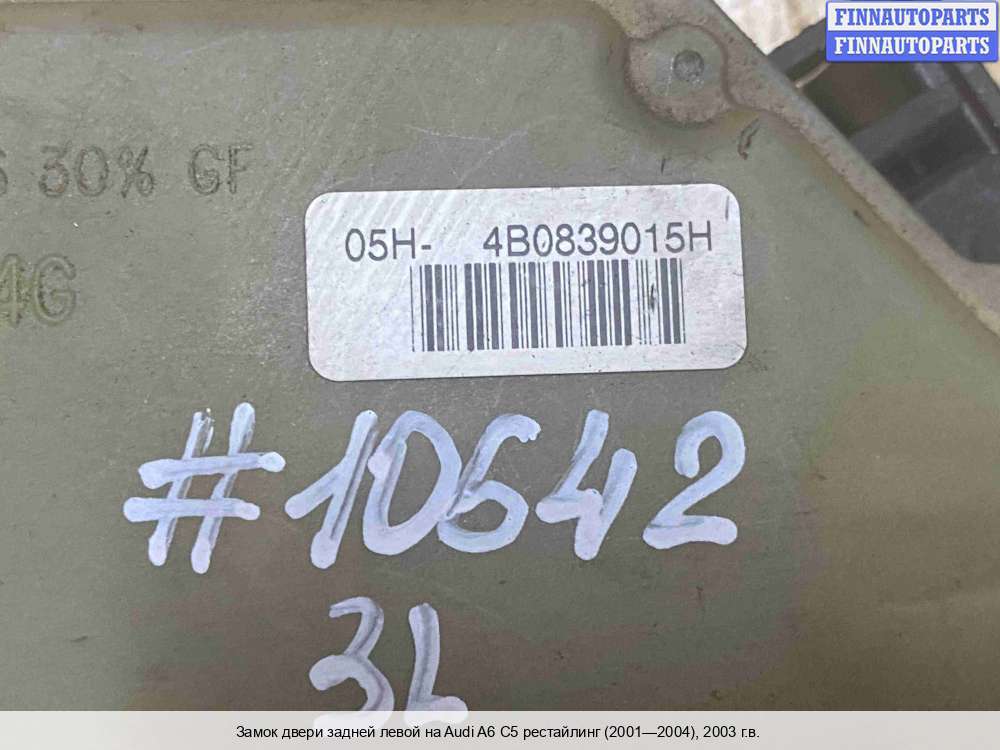 FINNAUTOPARTS
FINNAUTOPARTS
30% GF
05H- 4B0839015H
4G
#10642
3L
Замок двери задней левой на Audi A6 C5 рестайлинг (2001—2004), 2003 г.в.